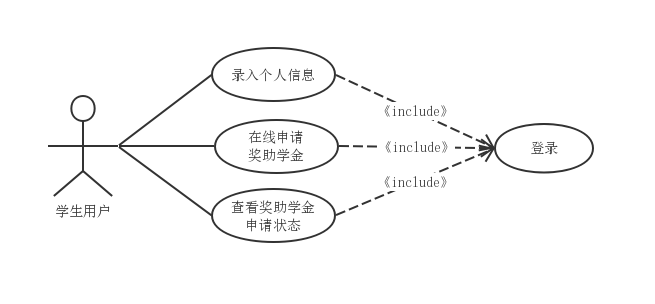 录入个人信息
《include》
在线申请
奖助学金
《include》
登录
查看奖助学金
申请状态
《include》
学生用户